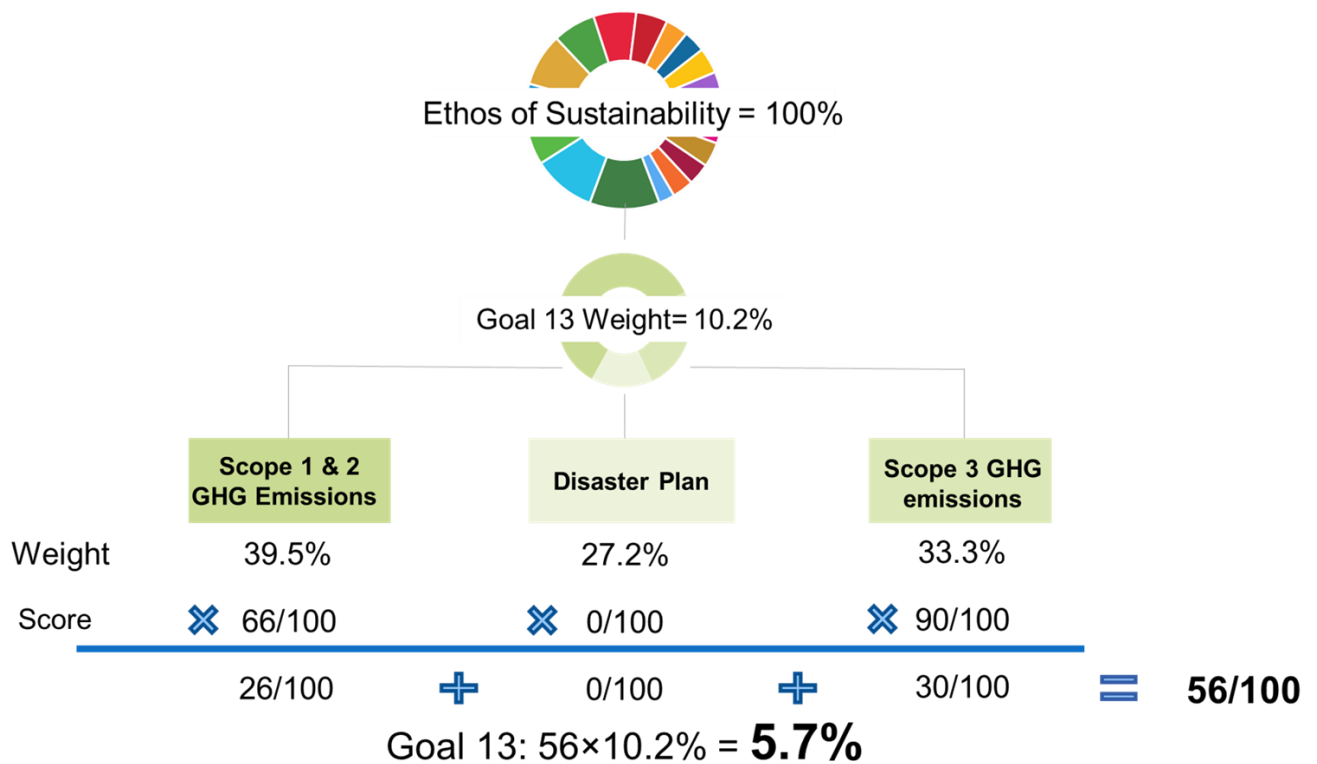 Ethos of Sustainability = 100%
Goal 13 Weight= 10.2%
Scope 1 & 2
GHG Emissions
Disaster Plan
Scope 3 GHG
emissions
Weight 39.5% 27.2% 33.3%
Score 66/100 0/100 90/100
26/100 + 0/100 + 30/100 = 56/100
Goal 13: 56×10.2% = 5.7%